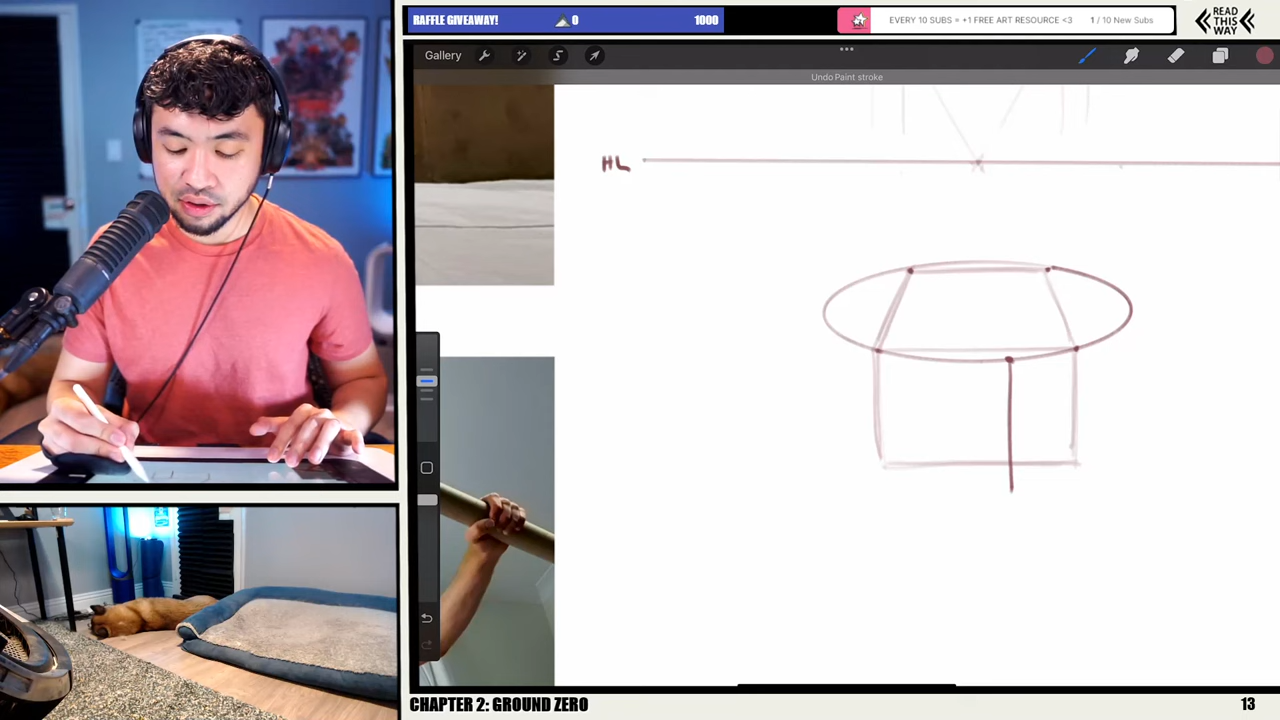 RAFFLE GIVEAWAY!
0
1000
EVERY 10 SUBS = +1 FREE ART RESOURCE <3
1 / 10 New Subs
READ
THIS
WAY
Gallery
Undo Paint stroke
HL
CHAPTER 2: GROUND ZERO
13